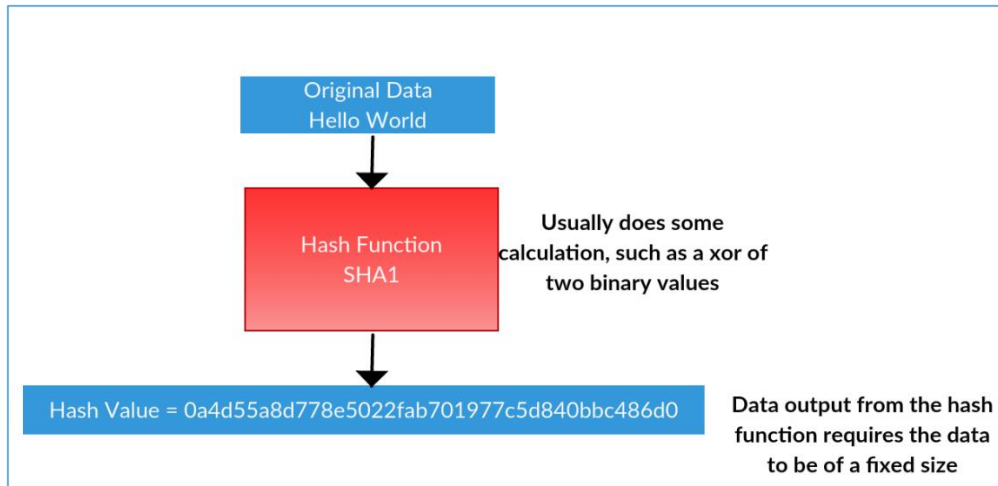 Original Data
Hello World
Hash Function
SHA1
Usually does some
calculation, such as a xor of
two binary values
Hash Value = 0a4d55a8d778e5022fab701977c5d840bbc486d0
Data output from the hash
function requires the data
to be of a fixed size